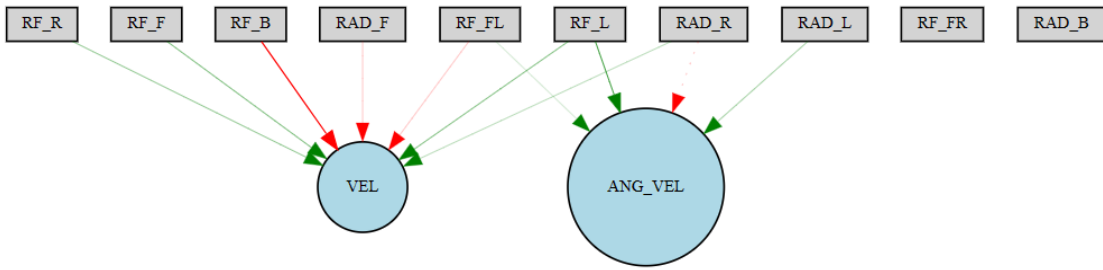 RF_R
RF_F
RF_B
RAD_F
RF_FL
RF_L
RAD_R
RAD_L
RF_FR
RAD_B
VEL
ANG_VEL